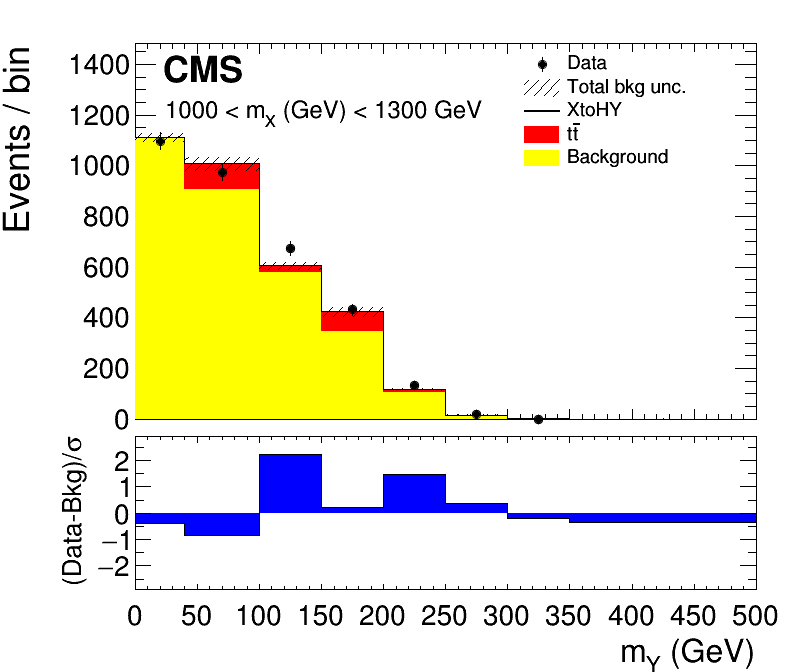 CMS
1000 < mX (GeV) < 1300 GeV
Data
Total bkg unc.
XtoHY
tt̄
Background
Events / bin
1400
1200
1000
800
600
400
200
0
(Data-Bkg)/σ
2
1
0
−1
−2
0 50 100 150 200 250 300 350 400 450 500
mY (GeV)